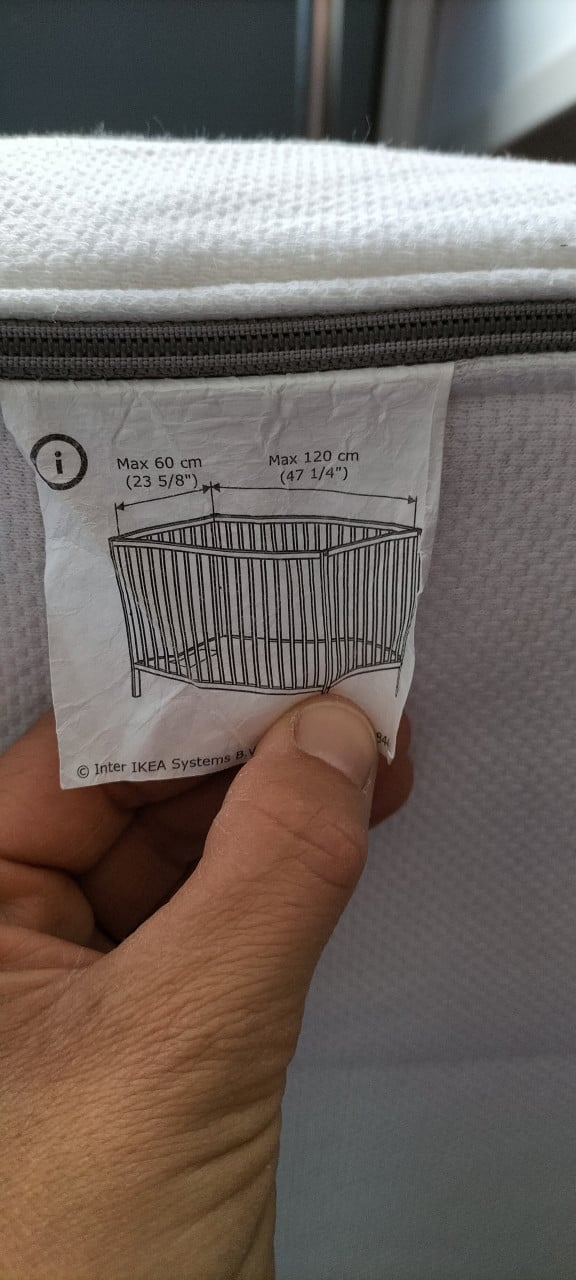 i
Max 60 cm
(23 5/8")
Max 120 cm
(47 1/4")
© Inter IKEA Systems B.V